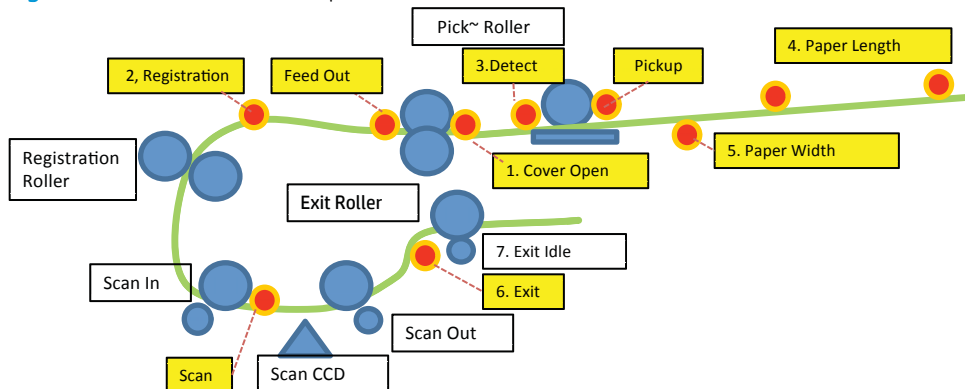 Pick~ Roller
4. Paper Length
2, Registration
Feed Out
3.Detect
Pickup
Registration
Roller
1. Cover Open
5. Paper Width
Exit Roller
7. Exit Idle
Scan In
6. Exit
Scan Out
Scan
Scan CCD